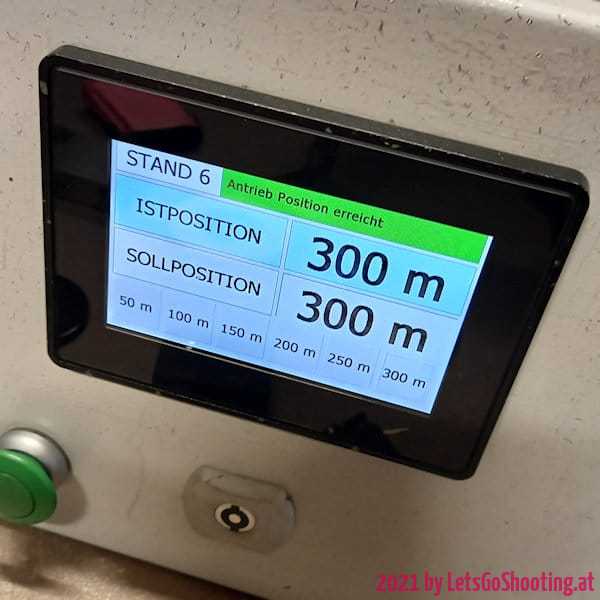 STAND 6
Antrieb Position erreicht
ISTPOSITION
300 m
SOLLPOSITION
300 m
50 m
100 m
150 m
200 m
250 m
300 m
2021 by LetsGoShooting.at